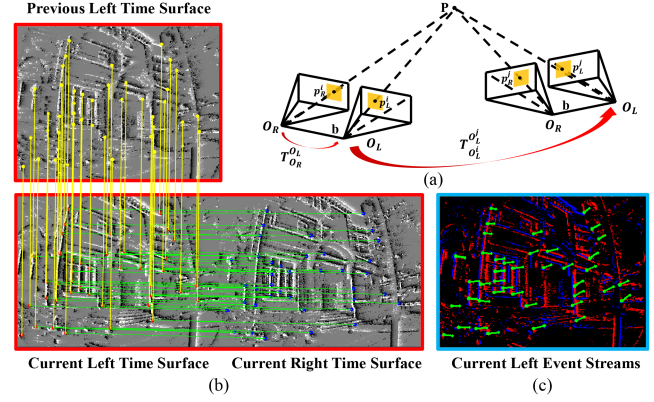 Previous Left Time Surface
P
p_R^i
p_L^i
p_R^j
p_L^j
O_R
b
O_L
O_R
b
O_L
T_{O_R}^{O_L}
T_{O_L^i}^{O_L^j}
(a)
Current Left Time Surface
Current Right Time Surface
Current Left Event Streams
(b)
(c)